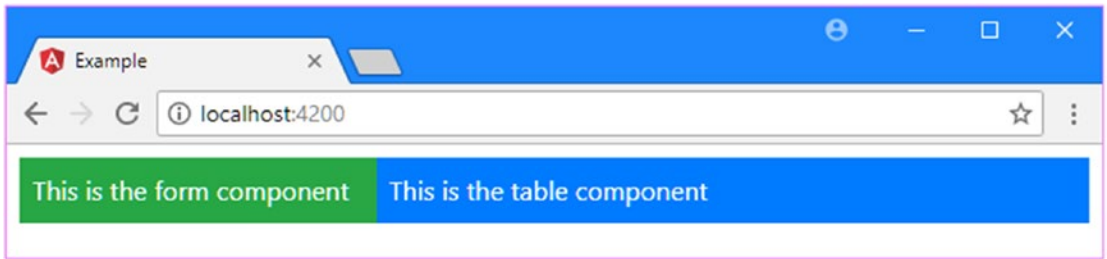 Example
localhost:4200
This is the form component
This is the table component